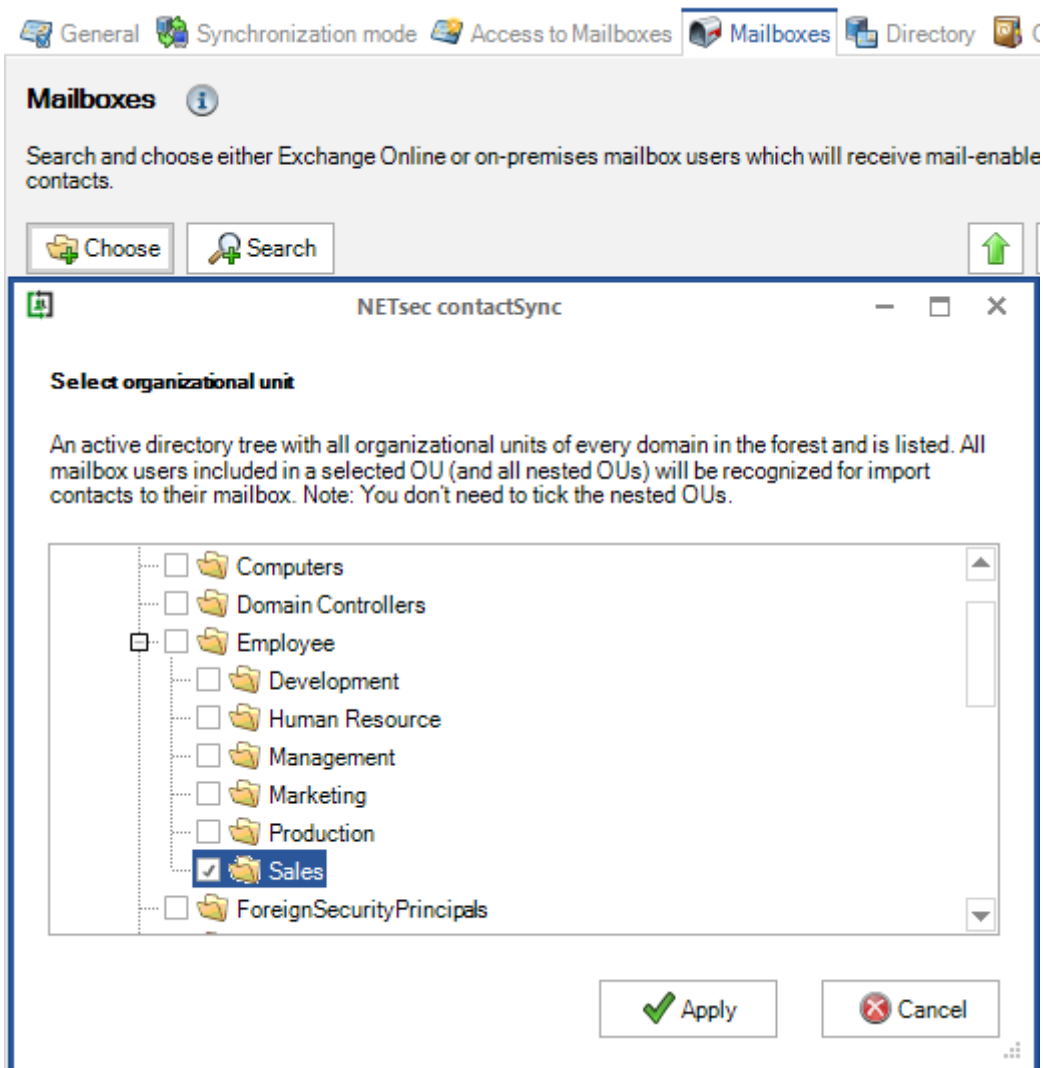 General Synchronization mode Access to Mailboxes Mailboxes Directory
Mailboxes
Search and choose either Exchange Online or on-premises mailbox users which will receive mail-enable
contacts.
Choose Search
NETsec contactSync
Select organizational unit
An active directory tree with all organizational units of every domain in the forest and is listed. All
mailbox users included in a selected OU (and all nested OUs) will be recognized for import
contacts to their mailbox. Note: You don't need to tick the nested OUs.
Computers
Domain Controllers
Employee
Development
Human Resource
Management
Marketing
Production
Sales
ForeignSecurityPrincipals
Apply Cancel